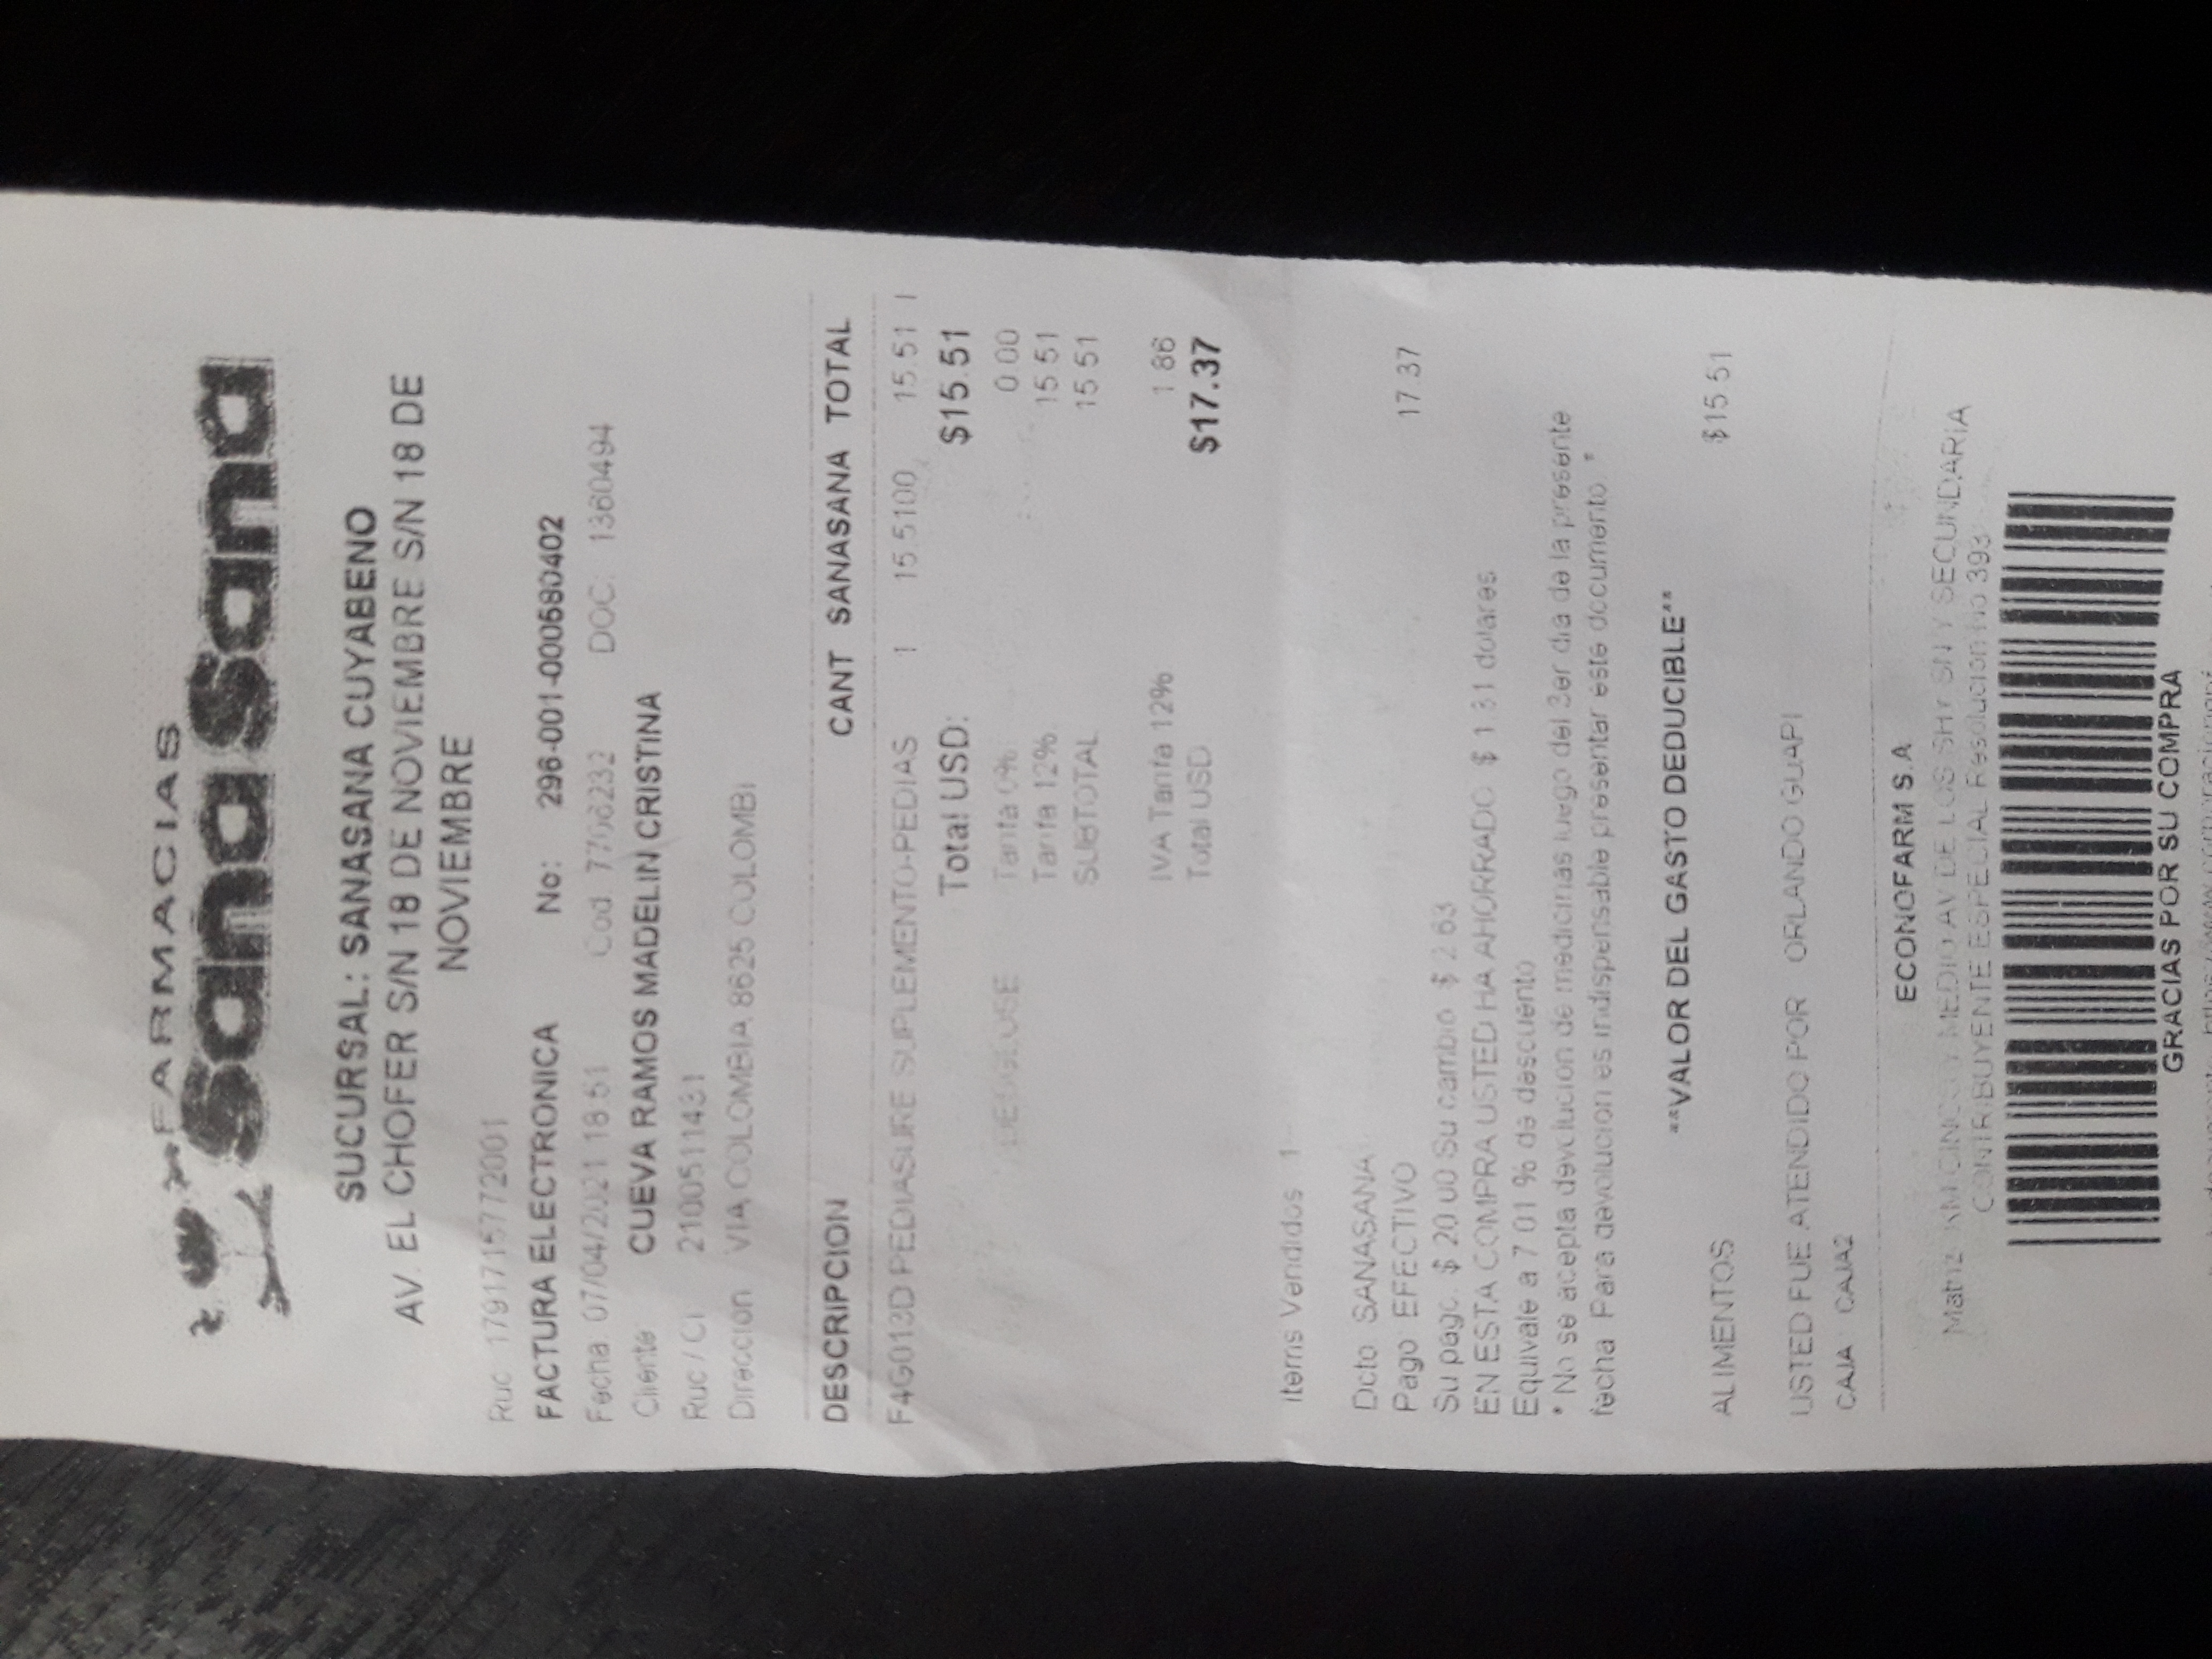 FARMACIAS
Sana Sana
SUCURSAL: SANASANA CUYABENO
AV. EL CHOFER S/N 18 DE NOVIEMBRE S/N 18 DE
NOVIEMBRE
Ruc: 1791715772001
FACTURA ELECTRONICA No: 296-001-000580402
Fecha: 07/04/2021 18:51 Cod: 7706232 DOC: 1360494
Cliente CUEVA RAMOS MADELIN CRISTINA
Ruc / CI 2100511431
Direccion VIA COLOMBIA 8625 COLOMBI
DESCRIPCION CANT SANASANA TOTAL
F4G013D PEDIASURE SUPLEMENTO-PEDIAS 1 15.5100 15.51 I
Total USD: $15.51
DESGLOSE Tarifa 0% 0.00
Tarifa 12% 15.51
SUBTOTAL 15.51
IVA Tarifa 12% 1.86
Total USD $17.37
Items Vendidos 1
Dcto. SANASANA
Pago: EFECTIVO 17.37
Su pago: $ 20.00 Su cambio: $ 2.63
EN ESTA COMPRA USTED HA AHORRADO $ 1.31 dolares
Equivale a 7.01 % de descuento
* No se acepta devolucion de medicinas luego del 3er dia de la presente
fecha. Para devolucion es indispensable presentar este documento. *
**VALOR DEL GASTO DEDUCIBLE**
ALIMENTOS $15.51
USTED FUE ATENDIDO POR ORLANDO GUAPI
CAJA: CAJA2
ECONOFARM S.A
Matriz: KM CINCO Y MEDIO AV DE LOS SHY SN Y SECUNDARIA
CONTRIBUYENTE ESPECIAL Resolucion No 393
GRACIAS POR SU COMPRA